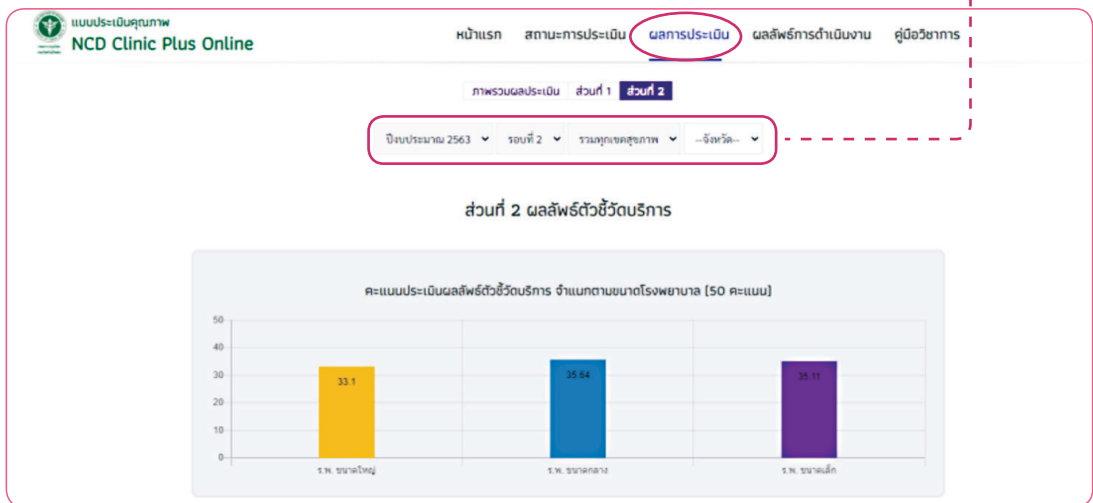 แบบประเมินคุณภาพ
NCD Clinic Plus Online
หน้าแรก สถานะการประเมิน ผลการประเมิน ผลลัพธ์การดำเนินงาน คู่มือวิชาการ
ภาพรวมผลประเมิน ส่วนที่ 1 ส่วนที่ 2
ปีงบประมาณ 2563 รอบที่ 2 รวมทุกเขตสุขภาพ --จังหวัด--
ส่วนที่ 2 ผลลัพธ์ตัวชี้วัดบริการ
คะแนนประเมินผลลัพธ์ตัวชี้วัดบริการ จำแนกตามขนาดโรงพยาบาล (50 คะแนน)
50
40
30
20
10
0
33.1 35.64 35.11
ร.พ. ขนาดใหญ่ ร.พ. ขนาดกลาง ร.พ. ขนาดเล็ก